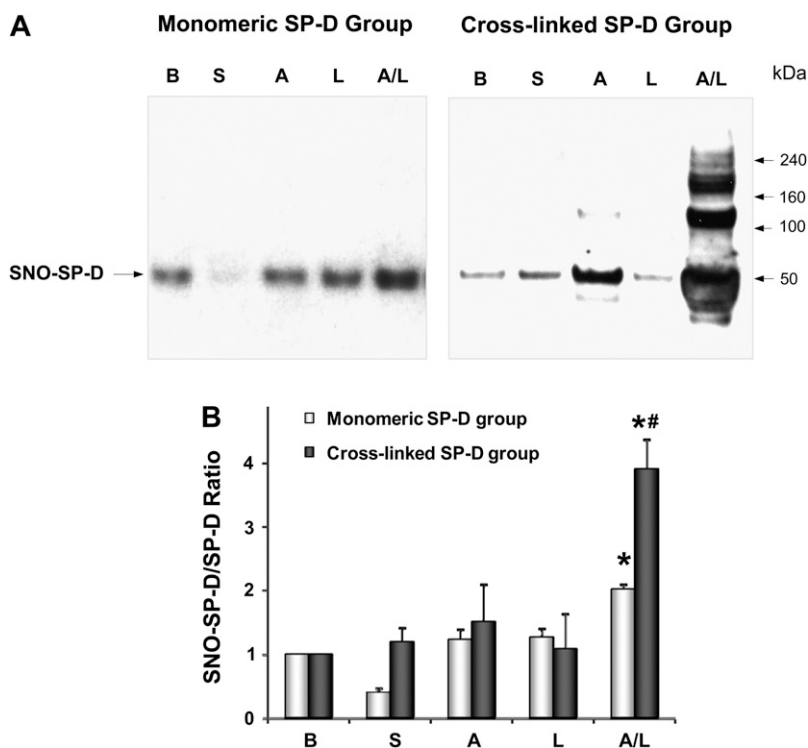 A
Monomeric SP-D Group
Cross-linked SP-D Group
B S A L A/L
B S A L A/L
kDa
SNO-SP-D
240
160
100
50
B
Monomeric SP-D group
Cross-linked SP-D group
*#
*
SNO-SP-D/SP-D Ratio
4
3
2
1
0
B S A L A/L